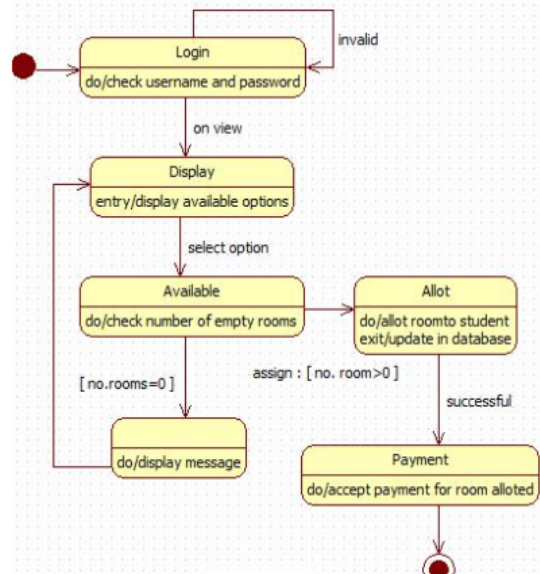 Login
invalid
do/check username and password
on view
Display
entry/display available options
select option
Available
do/check number of empty rooms
Allot
do/allot roomto student
exit/update in database
[ no.rooms=0 ]
assign : [ no. room>0 ]
successful
do/display message
Payment
do/accept payment for room alloted